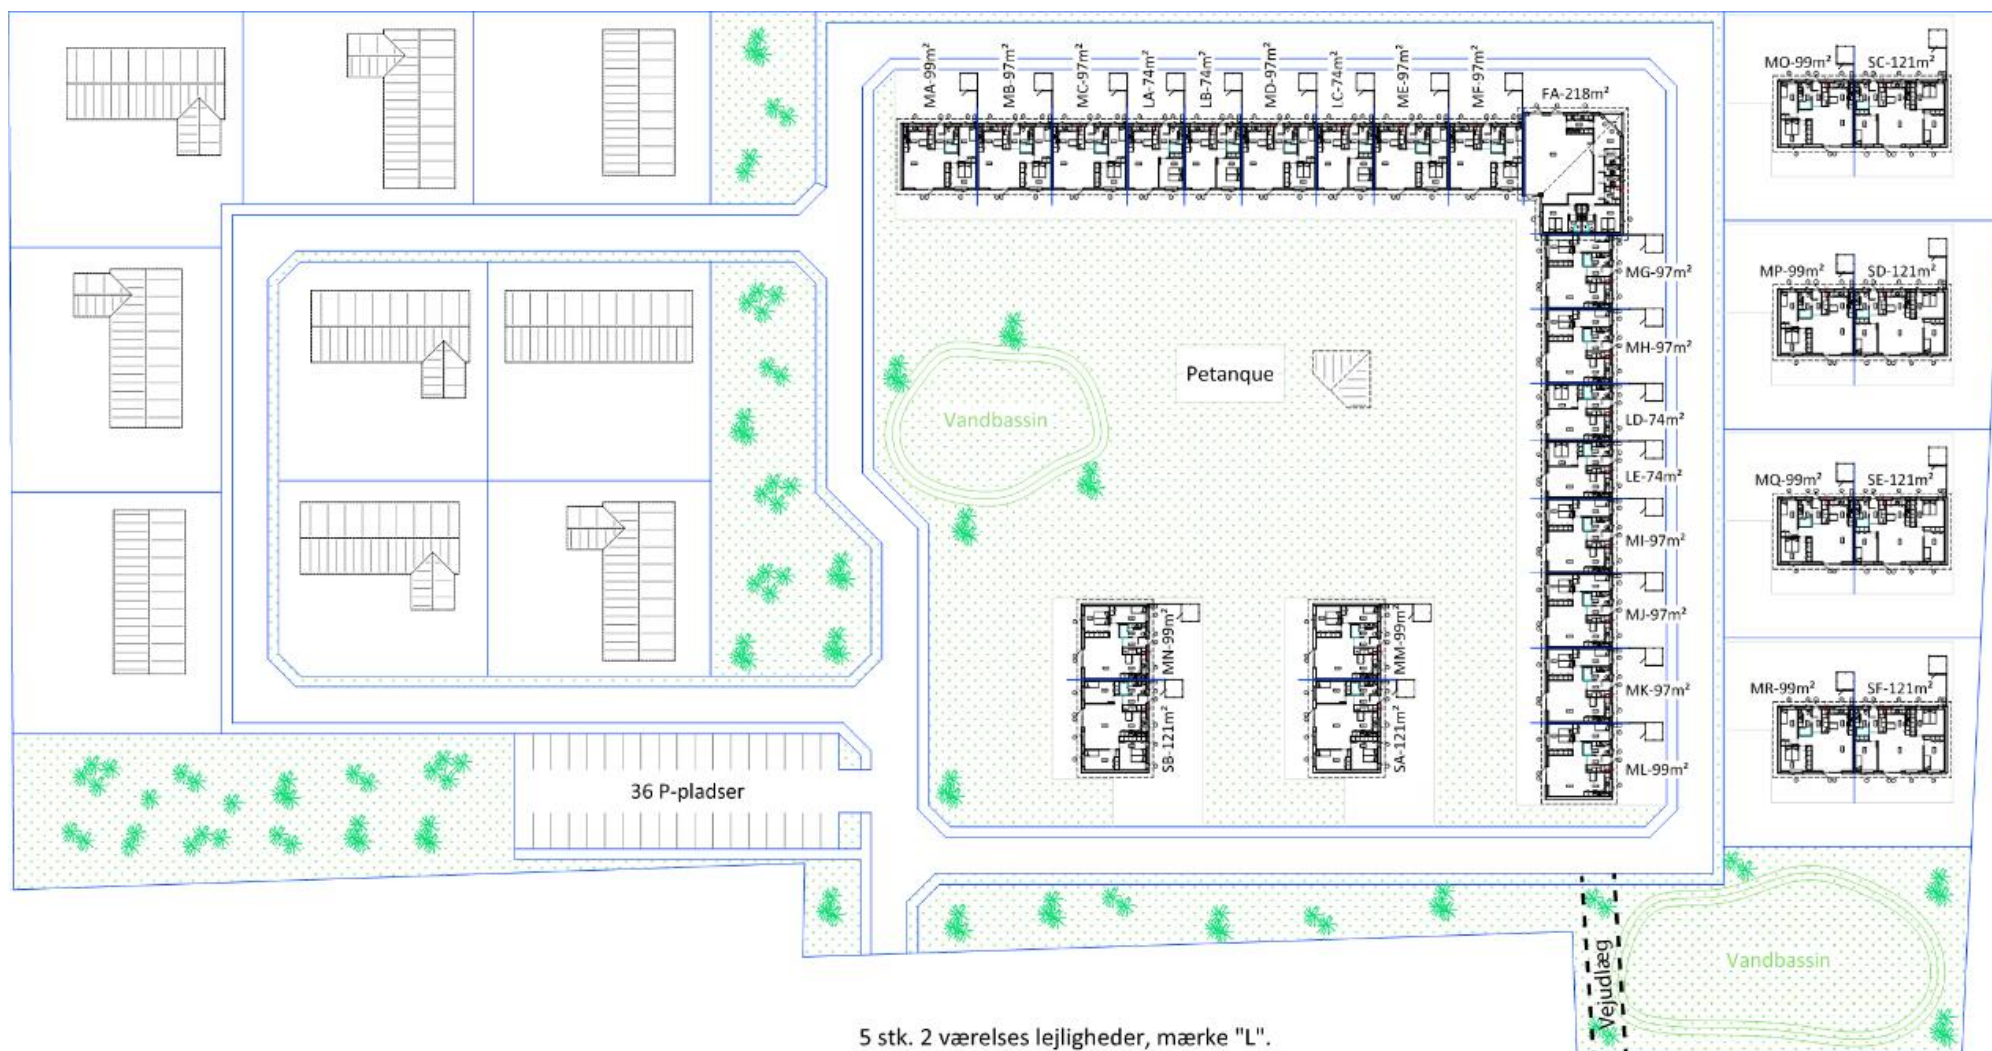 MA-99m²
MB-97m²
MC-97m²
LA-74m²
LB-74m²
MD-97m²
LC-74m²
ME-97m²
MF-97m²
FA-218m²
MO-99m²
SC-121m²
MG-97m²
MP-99m²
SD-121m²
MH-97m²
Petanque
Vandbassin
LD-74m²
LE-74m²
MQ-99m²
SE-121m²
MI-97m²
MJ-97m²
MN-99m²
MM-99m²
MK-97m²
MR-99m²
SF-121m²
SB-121m²
SA-121m²
ML-99m²
36 P-pladser
Vejudlæg
Vandbassin
5 stk. 2 værelses lejligheder, mærke "L".